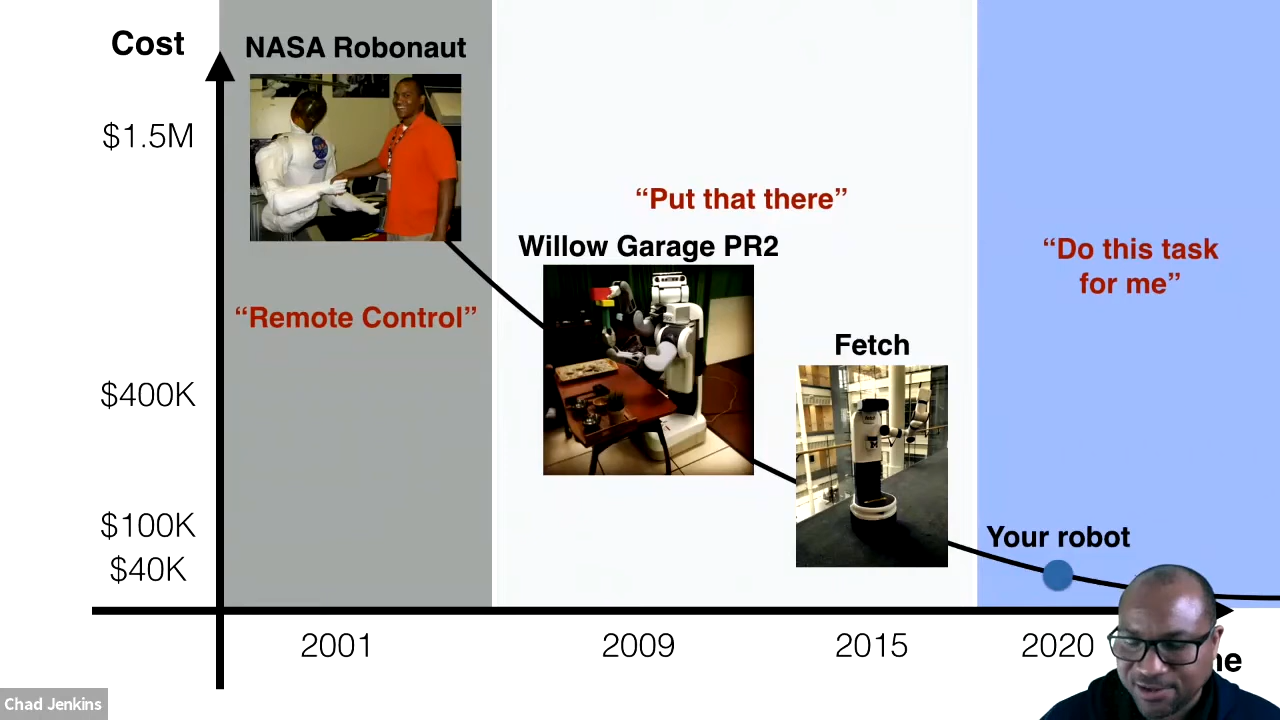 Cost
NASA Robonaut
$1.5M
“Put that there”
Willow Garage PR2
“Do this task
for me”
“Remote Control”
Fetch
$400K
$100K
Your robot
$40K
2001
2009
2015
2020
Chad Jenkins